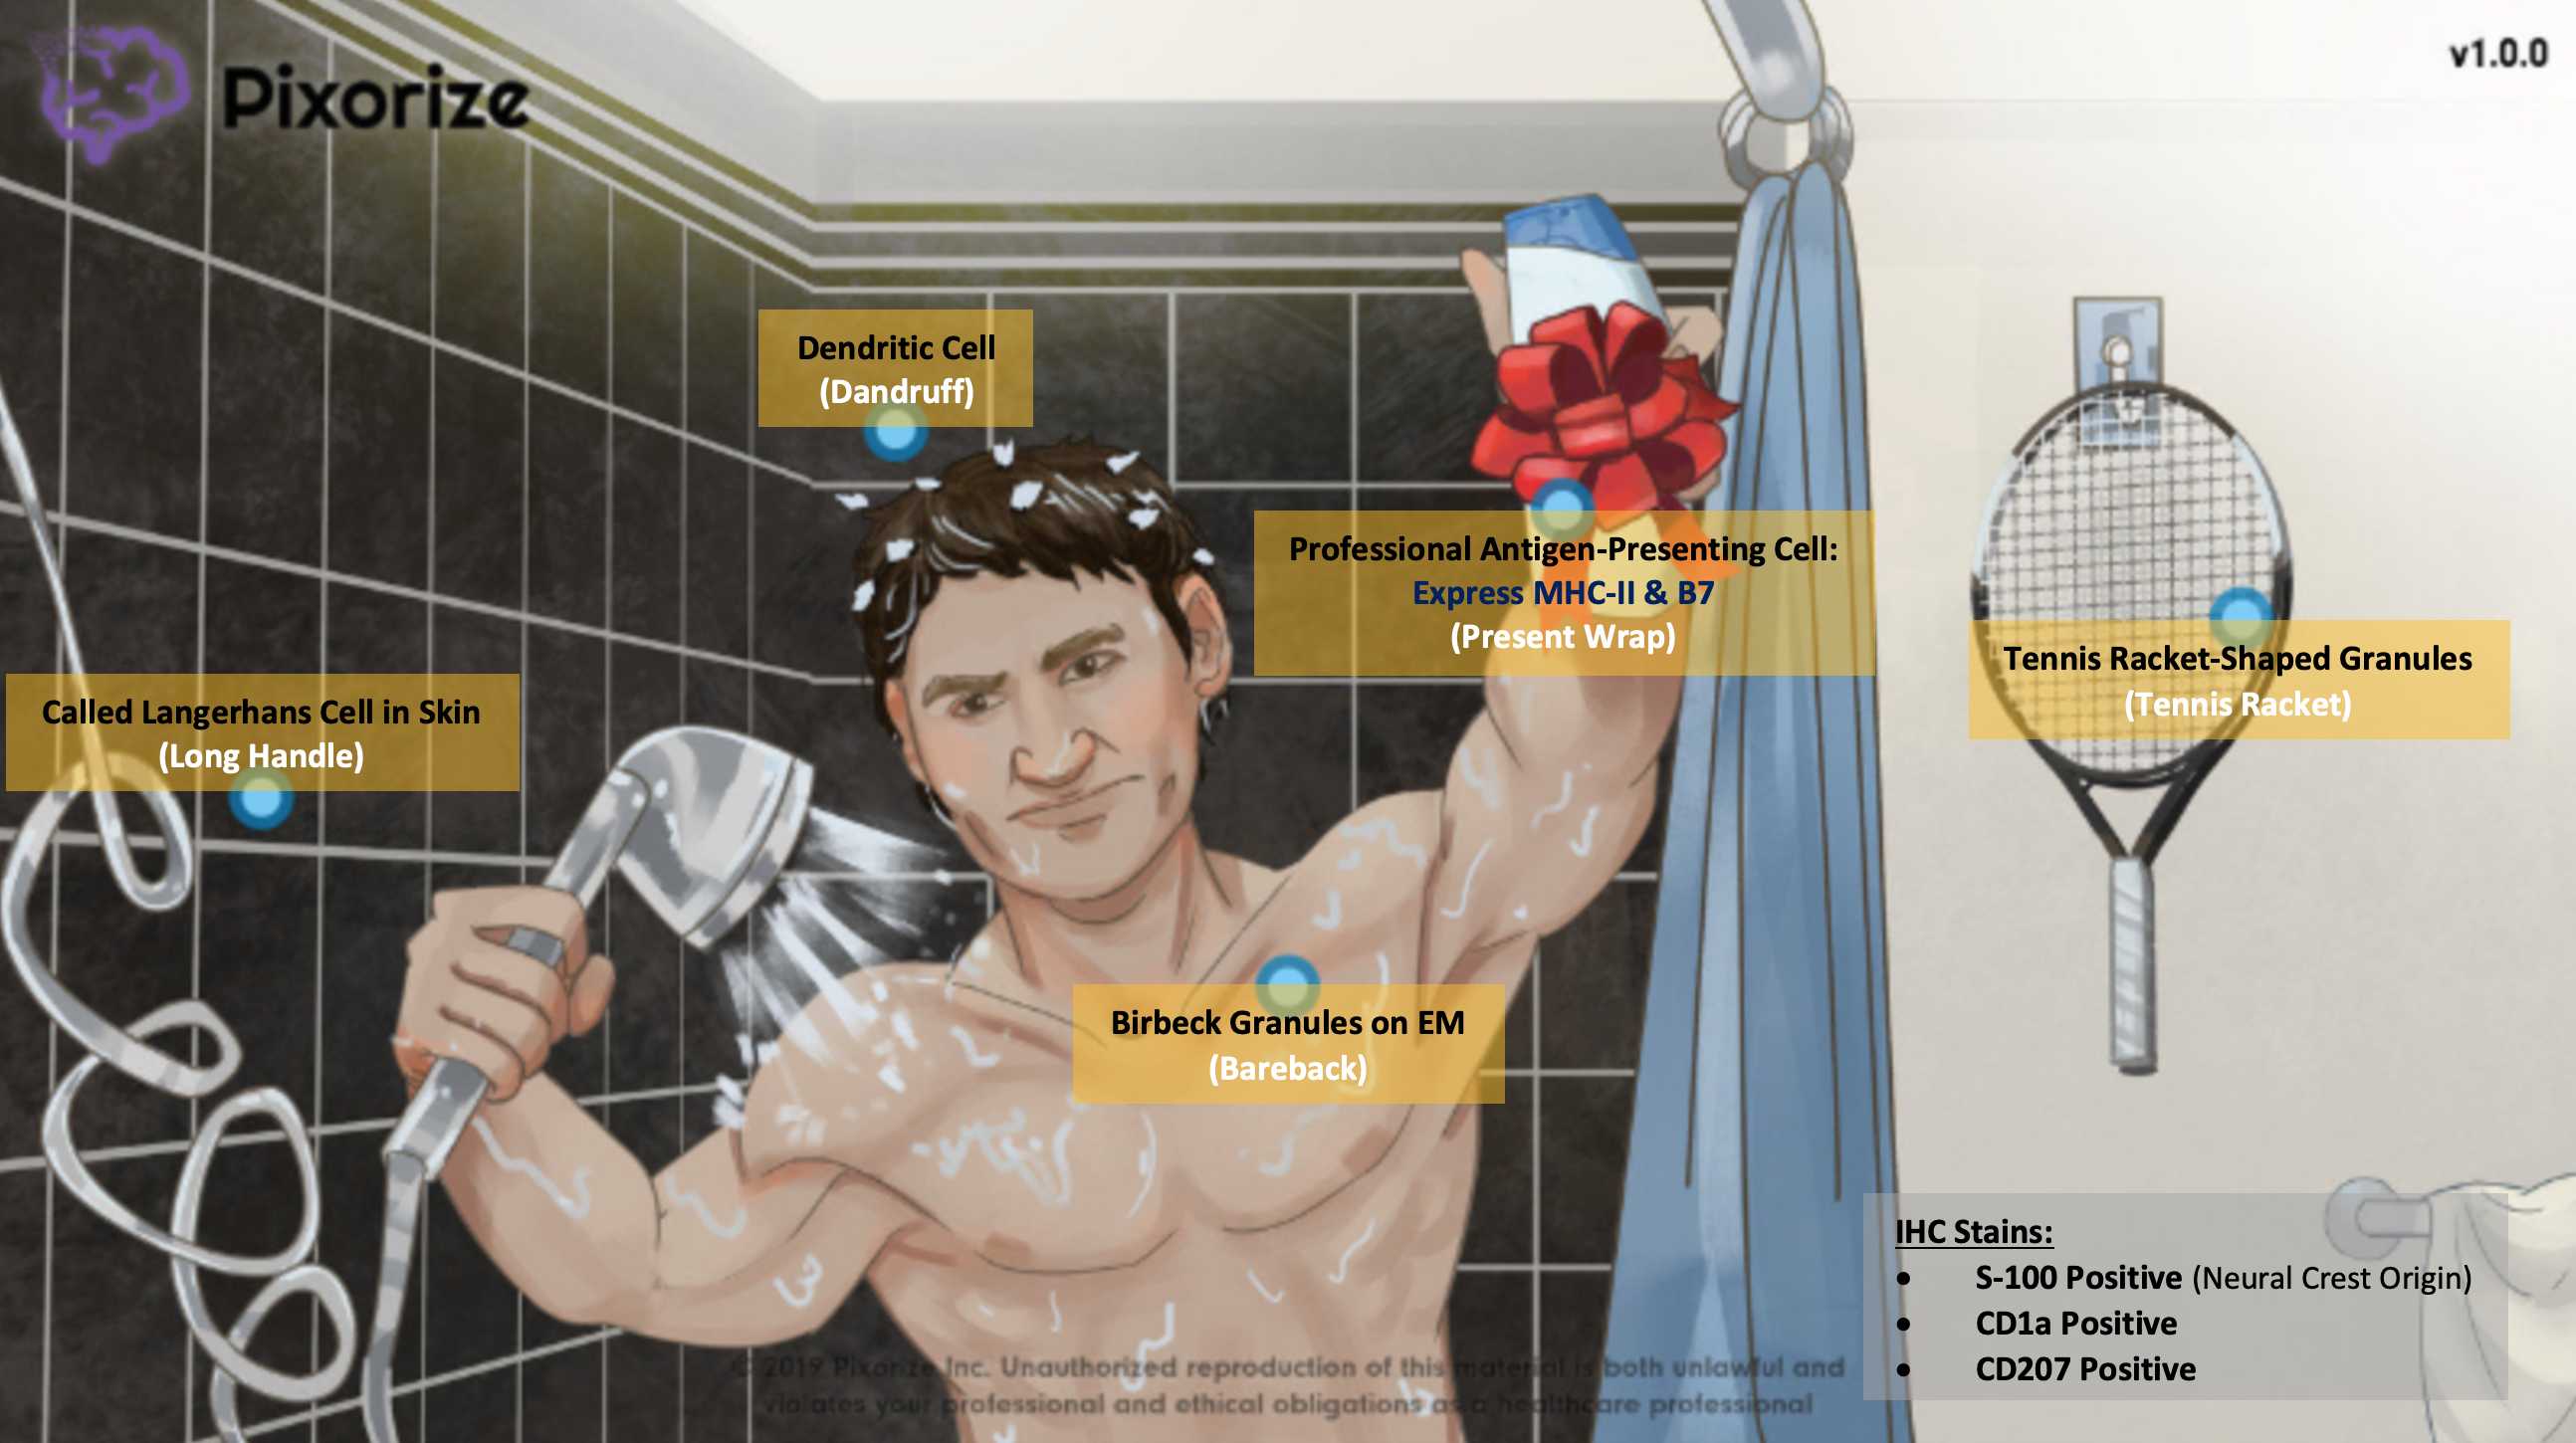 Pixorize
v1.0.0
Dendritic Cell
(Dandruff)
Professional Antigen-Presenting Cell:
Express MHC-II & B7
(Present Wrap)
Tennis Racket-Shaped Granules
(Tennis Racket)
Called Langerhans Cell in Skin
(Long Handle)
Birbeck Granules on EM
(Bareback)
IHC Stains:
• S-100 Positive (Neural Crest Origin)
• CD1a Positive
• CD207 Positive
© 2019 Pixorize Inc. Unauthorized reproduction of this material is both unlawful and
violates your professional and ethical obligations as a healthcare professional